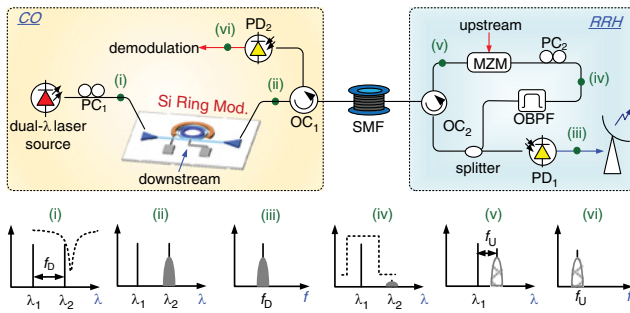 CO
RRH
(vi)
PD2
demodulation
upstream
(v)
MZM
PC2
(i)
(ii)
(iv)
PC1
Si Ring Mod.
OC1
SMF
OC2
OBPF
(iii)
dual-λ laser
source
downstream
splitter
PD1
(i)
(ii)
(iii)
(iv)
(v)
(vi)
fD
fU
λ1
λ2
λ
λ1
λ2
λ
fD
f
λ1
λ2
λ
λ1
λ
fU
f